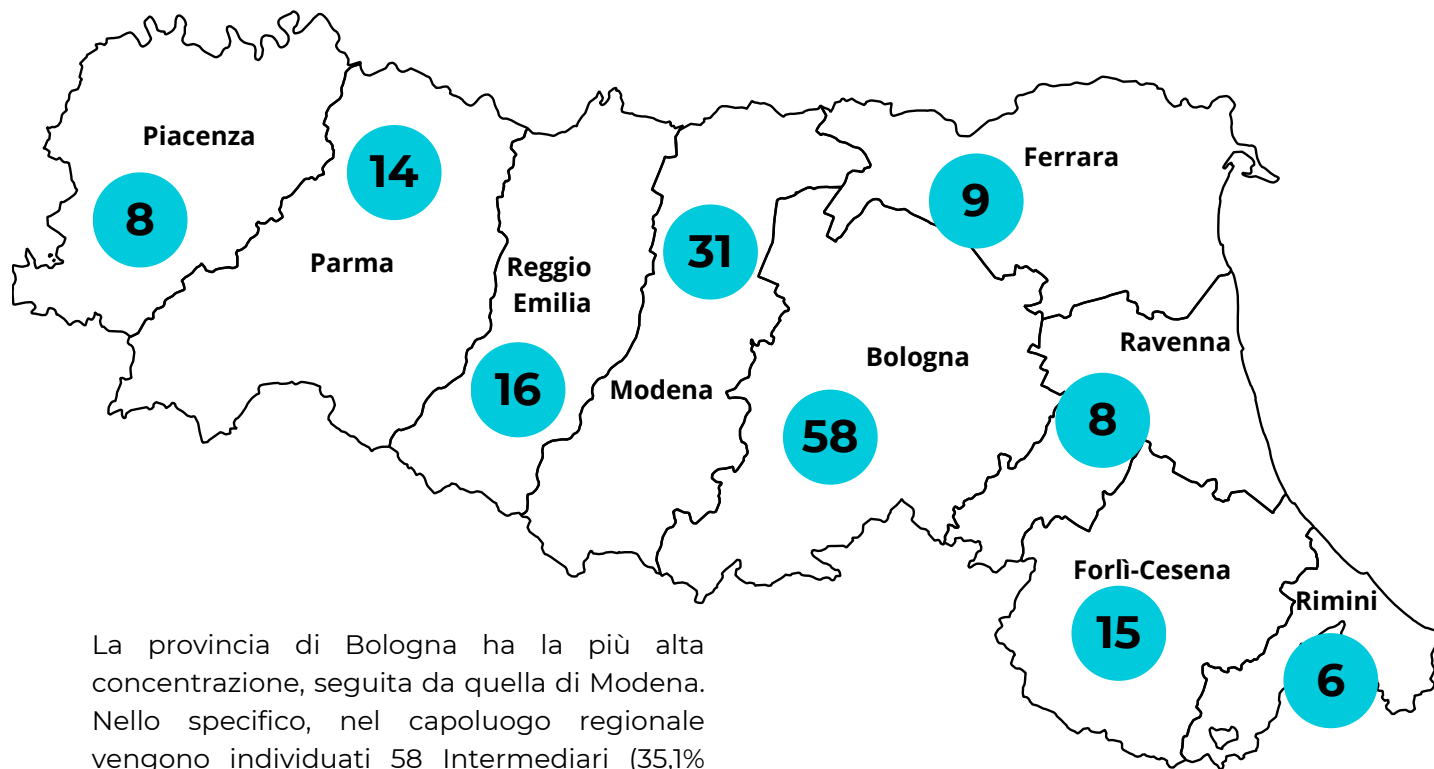 Piacenza
8
14
Parma
Reggio
Emilia
16
31
Modena
Ferrara
9
Bologna
58
Ravenna
8
Forlì-Cesena
15
Rimini
6
La provincia di Bologna ha la più alta
concentrazione, seguita da quella di Modena.
Nello specifico, nel capoluogo regionale
vengono individuati 58 Intermediari (35,1%